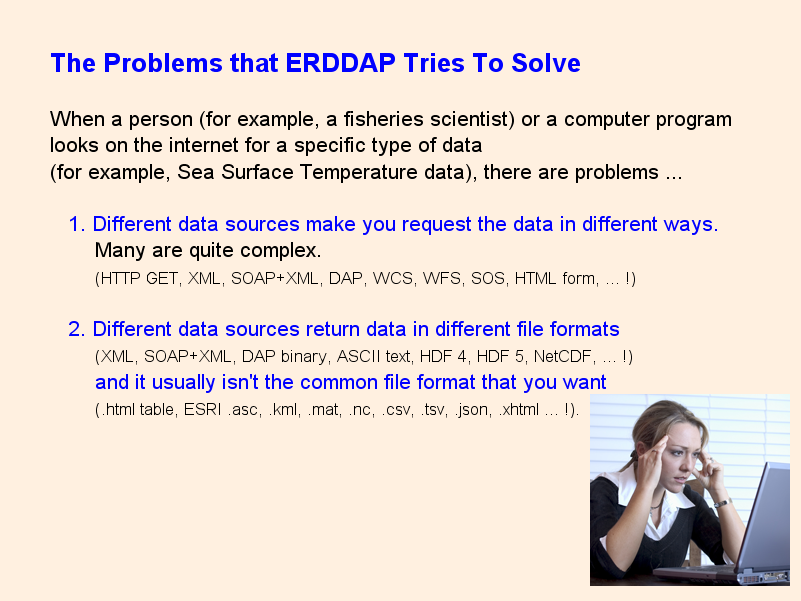 The Problems that ERDDAP Tries To Solve
When a person (for example, a fisheries scientist) or a computer program
looks on the internet for a specific type of data
(for example, Sea Surface Temperature data), there are problems ...
1. Different data sources make you request the data in different ways.
Many are quite complex.
(HTTP GET, XML, SOAP+XML, DAP, WCS, WFS, SOS, HTML form, ... !)
2. Different data sources return data in different file formats
(XML, SOAP+XML, DAP binary, ASCII text, HDF 4, HDF 5, NetCDF, ... !)
and it usually isn't the common file format that you want
(.html table, ESRI .asc, .kml, .mat, .nc, .csv, .tsv, .json, .xhtml ... !).